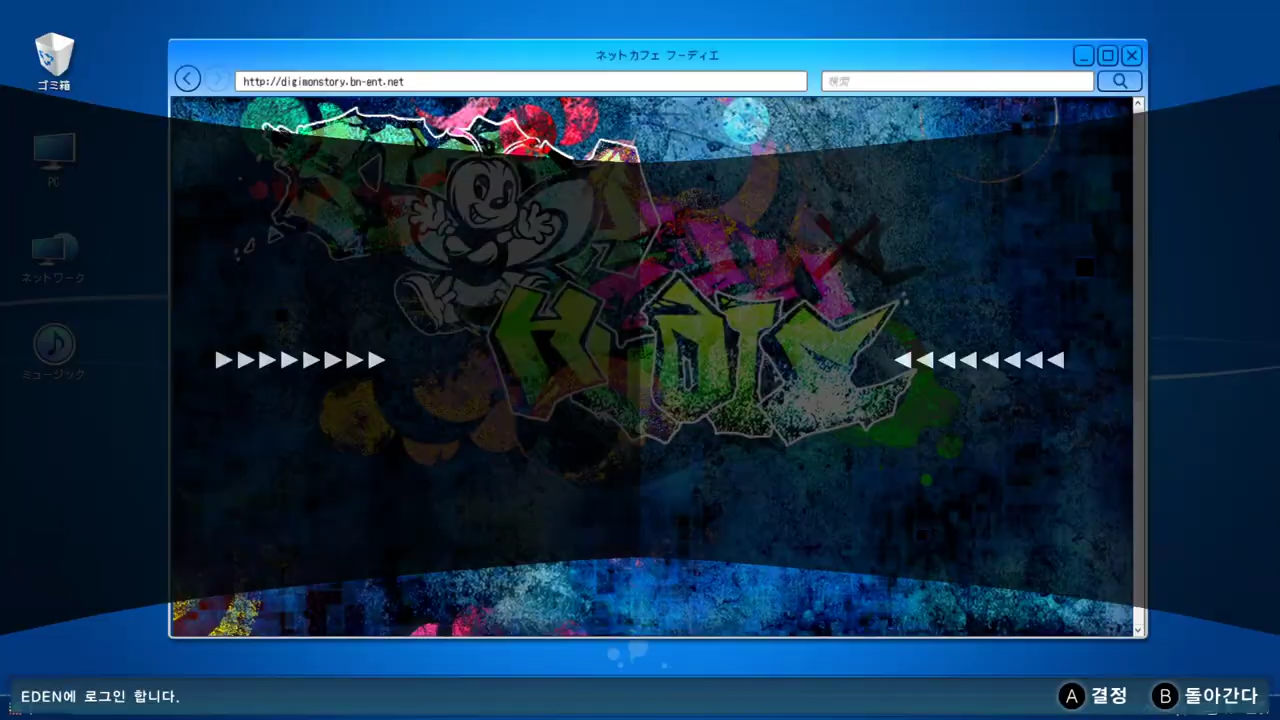 ゴミ箱
ネットカフェ フーディエ
http://digimonstory.bn-ent.net
検索
PC
ネットワーク
ミュージック
EDEN에 로그인 합니다.
A 결정
B 돌아간다